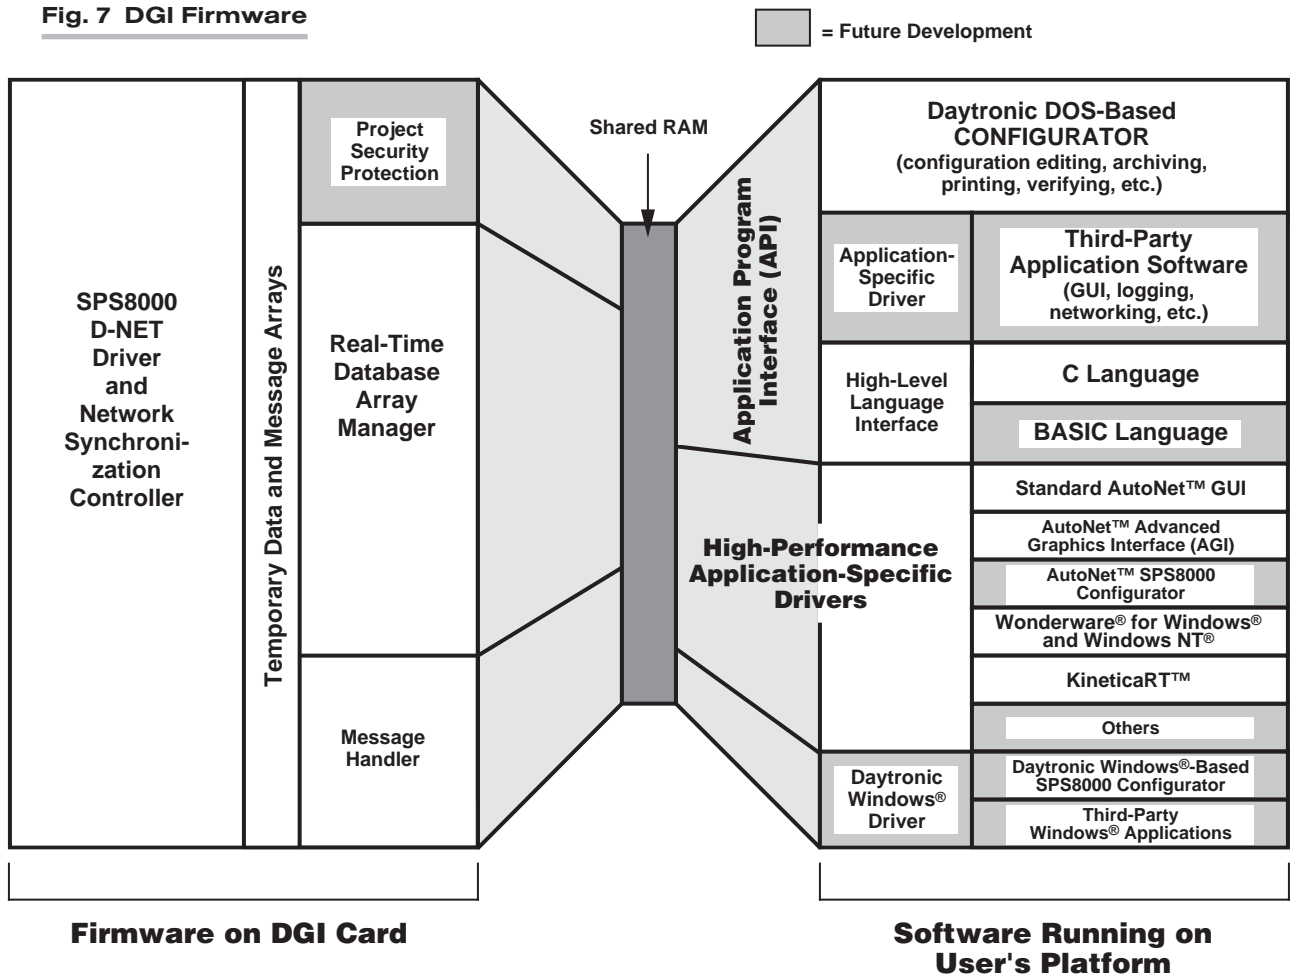 Fig. 7 DGI Firmware
= Future Development
SPS8000
D-NET
Driver
and
Network
Synchroni-
zation
Controller
Temporary Data and Message Arrays
Project
Security
Protection
Real-Time
Database
Array
Manager
Message
Handler
Shared RAM
Application Program
Interface (API)
High-Performance
Application-Specific
Drivers
Daytronic DOS-Based
CONFIGURATOR
(configuration editing, archiving,
printing, verifying, etc.)
Application-
Specific
Driver
Third-Party
Application Software
(GUI, logging,
networking, etc.)
High-Level
Language
Interface
C Language
BASIC Language
Standard AutoNet™ GUI
AutoNet™ Advanced
Graphics Interface (AGI)
AutoNet™ SPS8000
Configurator
Wonderware® for Windows®
and Windows NT®
KineticaRT™
Others
Daytronic
Windows®
Driver
Daytronic Windows®-Based
SPS8000 Configurator
Third-Party
Windows® Applications
Firmware on DGI Card
Software Running on
User's Platform